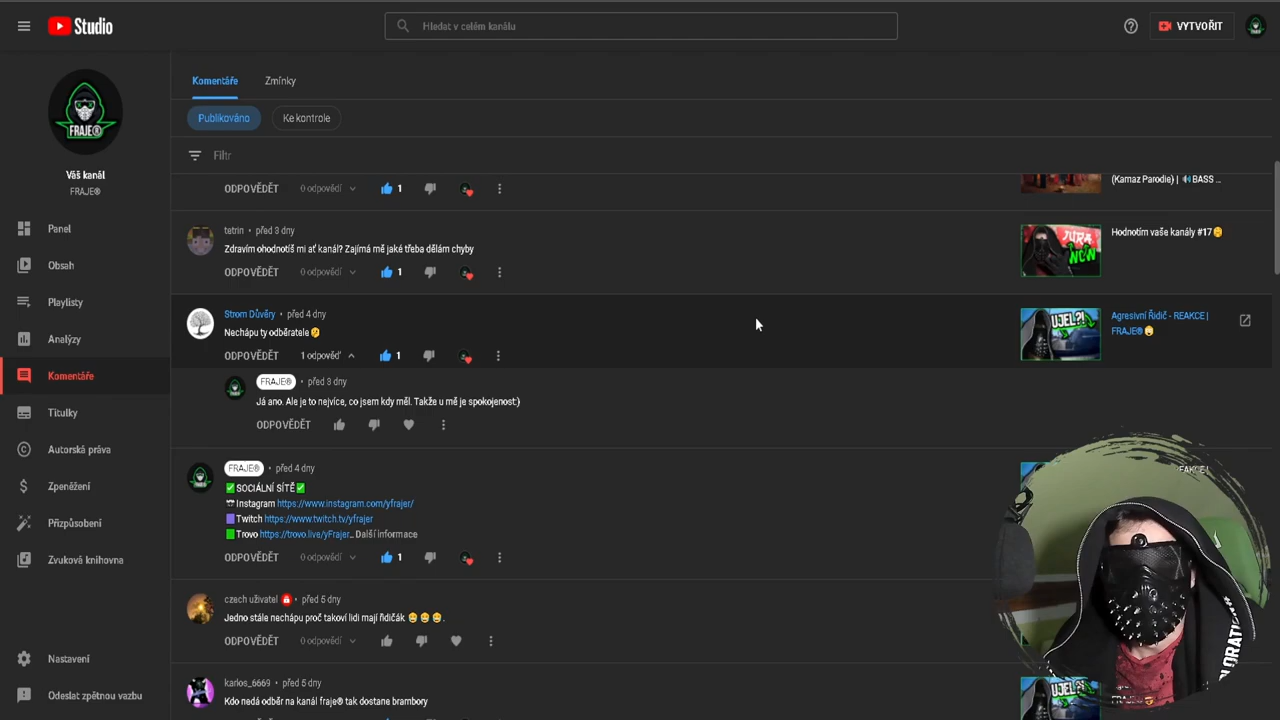 Studio
Hledat v celém kanálu
VYTVOŘIT
FRAJE®
Váš kanál
FRAJE®
Panel
Obsah
Playlisty
Analýzy
Komentáře
Titulky
Autorská práva
Zpeněžení
Přizpůsobení
Zvuková knihovna
Nastavení
Odeslat zpětnou vazbu
Komentáře
Zmínky
Publikováno
Ke kontrole
Filtr
ODPOVĚDĚT 0 odpovědí 1
(Kamaz Parodie) | 🔊BASS ...
tetrin • před 3 dny
Zdravím ohodnotíš mi ať kanál? Zajímá mě jaké třeba dělám chyby
ODPOVĚDĚT 0 odpovědí 1
Hodnotím vaše kanály #17
Strom Důvěry • před 4 dny
Nechápu ty odběratele
ODPOVĚDĚT 1 odpověď 1
UJEL?!
Agresivní Řidič - REAKCE |
FRAJE®
FRAJE® • před 3 dny
Já ano. Ale je to nejvíce, co jsem kdy měl. Takže u mě je spokojenost:)
ODPOVĚDĚT
FRAJE® • před 4 dny
✅SOCIÁLNÍ SÍTĚ✅
Instagram https://www.instagram.com/yfrajer/
Twitch https://www.twitch.tv/yfrajer
Trovo https://trovo.live/yFrajer... Další informace
ODPOVĚDĚT 0 odpovědí 1
czech uživatel • před 5 dny
Jedno stále nechápu proč takoví lidi mají řidičák 😂😂😂.
ODPOVĚDĚT 0 odpovědí
karlos_6669 • před 5 dny
Kdo nedá odběr na kanál fraje® tak dostane brambory
UJEL?!
FRAJE®